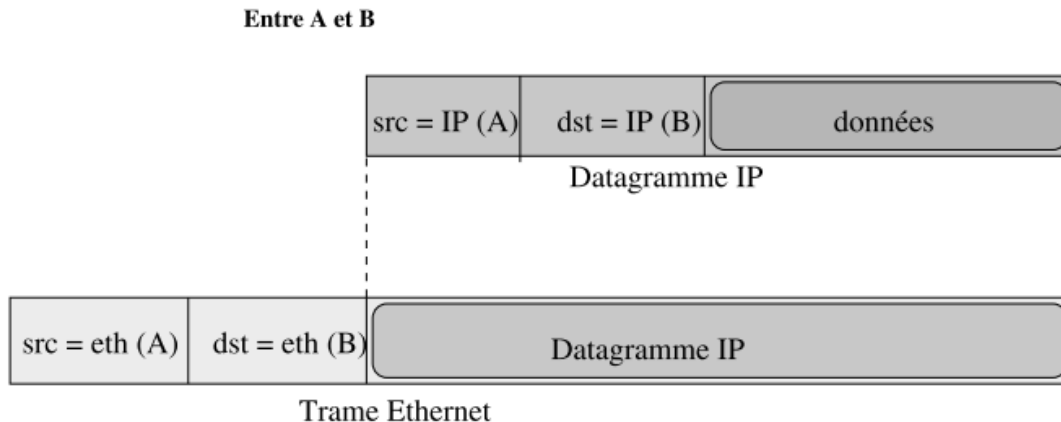 Entre A et B
src = IP (A) dst = IP (B) données
Datagramme IP
src = eth (A) dst = eth (B) Datagramme IP
Trame Ethernet